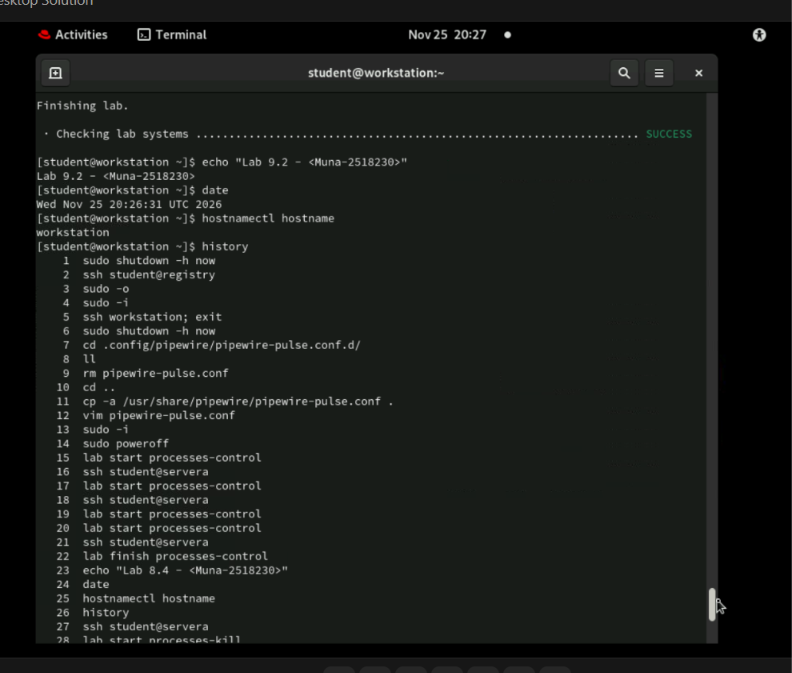 esktop Solution
Activities Terminal Nov 25 20:27
student@workstation:~
Finishing lab.
· Checking lab systems ................................................................... SUCCESS
[student@workstation ~]$ echo "Lab 9.2 - <Muna-2518230>"
Lab 9.2 - <Muna-2518230>
[student@workstation ~]$ date
Wed Nov 25 20:26:31 UTC 2026
[student@workstation ~]$ hostnamectl hostname
workstation
[student@workstation ~]$ history
1 sudo shutdown -h now
2 ssh student@registry
3 sudo -o
4 sudo -i
5 ssh workstation; exit
6 sudo shutdown -h now
7 cd .config/pipewire/pipewire-pulse.conf.d/
8 ll
9 rm pipewire-pulse.conf
10 cd ..
11 cp -a /usr/share/pipewire/pipewire-pulse.conf .
12 vim pipewire-pulse.conf
13 sudo -i
14 sudo poweroff
15 lab start processes-control
16 ssh student@servera
17 lab start processes-control
18 ssh student@servera
19 lab start processes-control
20 lab start processes-control
21 ssh student@servera
22 lab finish processes-control
23 echo "Lab 8.4 - <Muna-2518230>"
24 date
25 hostnamectl hostname
26 history
27 ssh student@servera
28 lab start processes-kill